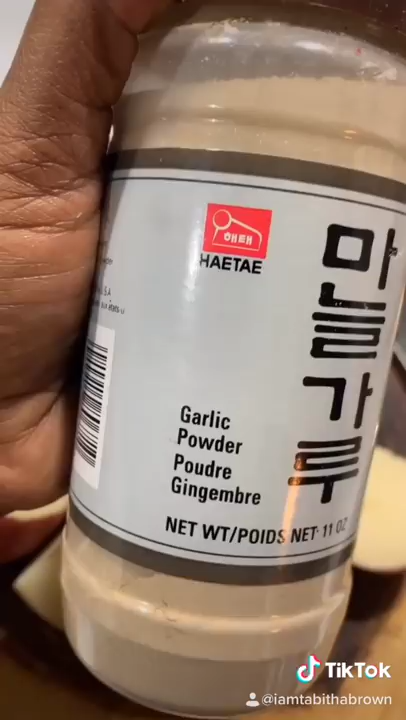 해태
HAETAE
마늘가루
Garlic
Powder
Poudre
Gingembre
NET WT/POIDS NET· 11 OZ
TikTok
@iamtabithabrown